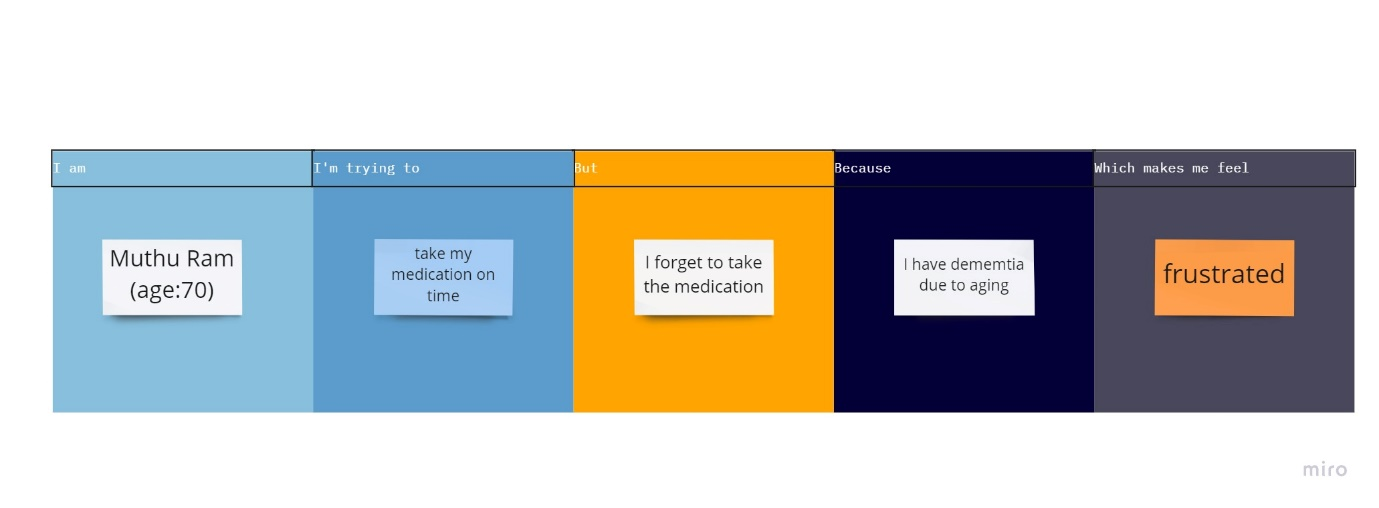 I am
I'm trying to
But
Because
Which makes me feel
Muthu Ram
(age:70)
take my
medication on
time
I forget to take
the medication
I have dememtia
due to aging
frustrated
miro